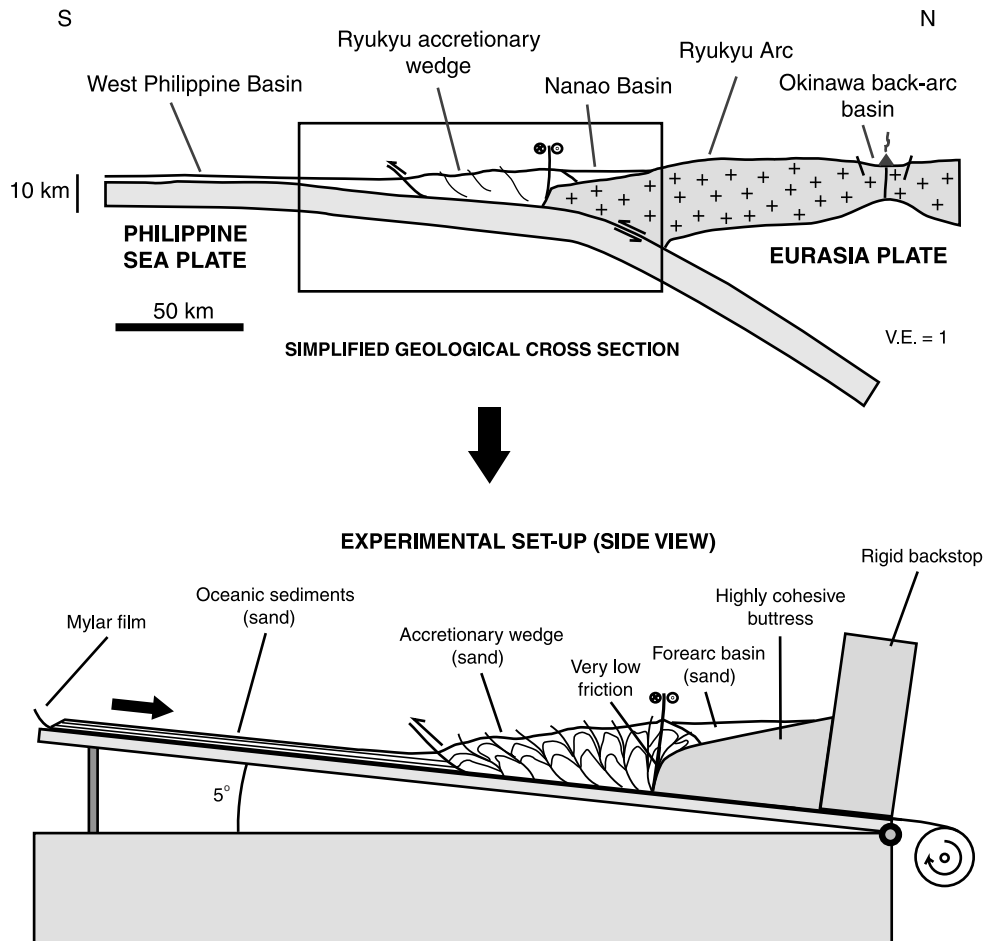 S
N
Ryukyu accretionary
wedge
Ryukyu Arc
West Philippine Basin
Nanao Basin
Okinawa back-arc
basin
10 km
PHILIPPINE
SEA PLATE
EURASIA PLATE
50 km
V.E. = 1
SIMPLIFIED GEOLOGICAL CROSS SECTION
EXPERIMENTAL SET-UP (SIDE VIEW)
Rigid backstop
Oceanic sediments
(sand)
Mylar film
Highly cohesive
buttress
Accretionary wedge
(sand)
Very low
friction
Forearc basin
(sand)
5°